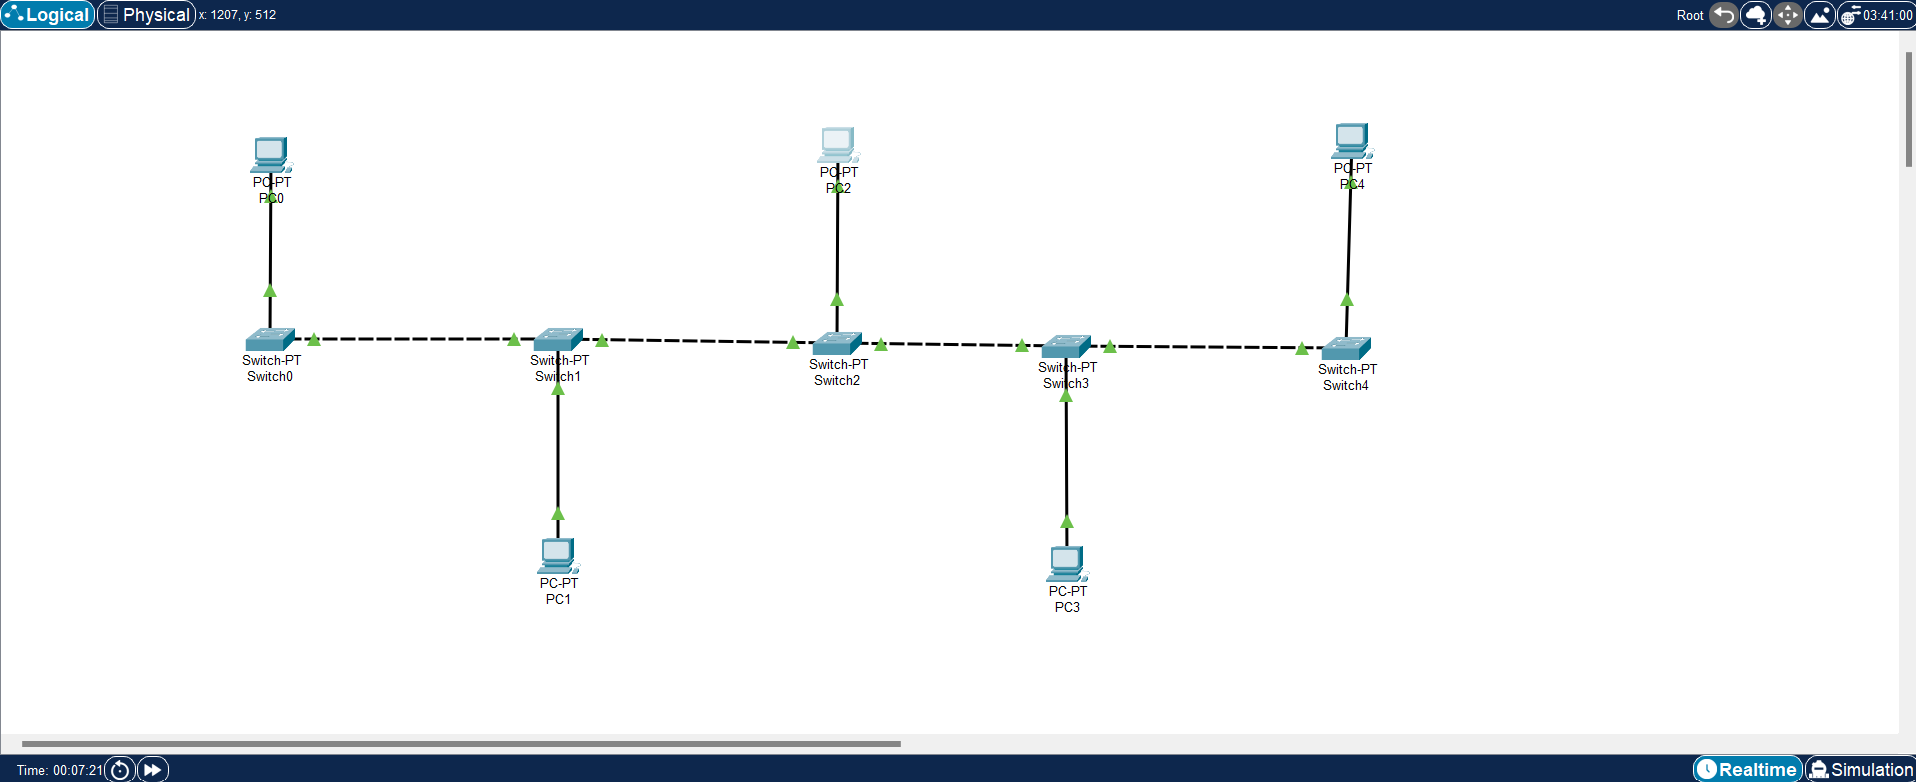 Logical Physical x: 1207, y: 512 Root 03:41:00
PC-PT
PC0
PC-PT
PC2
PC-PT
PC4
Switch-PT
Switch0
Switch-PT
Switch1
Switch-PT
Switch2
Switch-PT
Switch3
Switch-PT
Switch4
PC-PT
PC1
PC-PT
PC3
Time: 00:07:21 Realtime Simulation